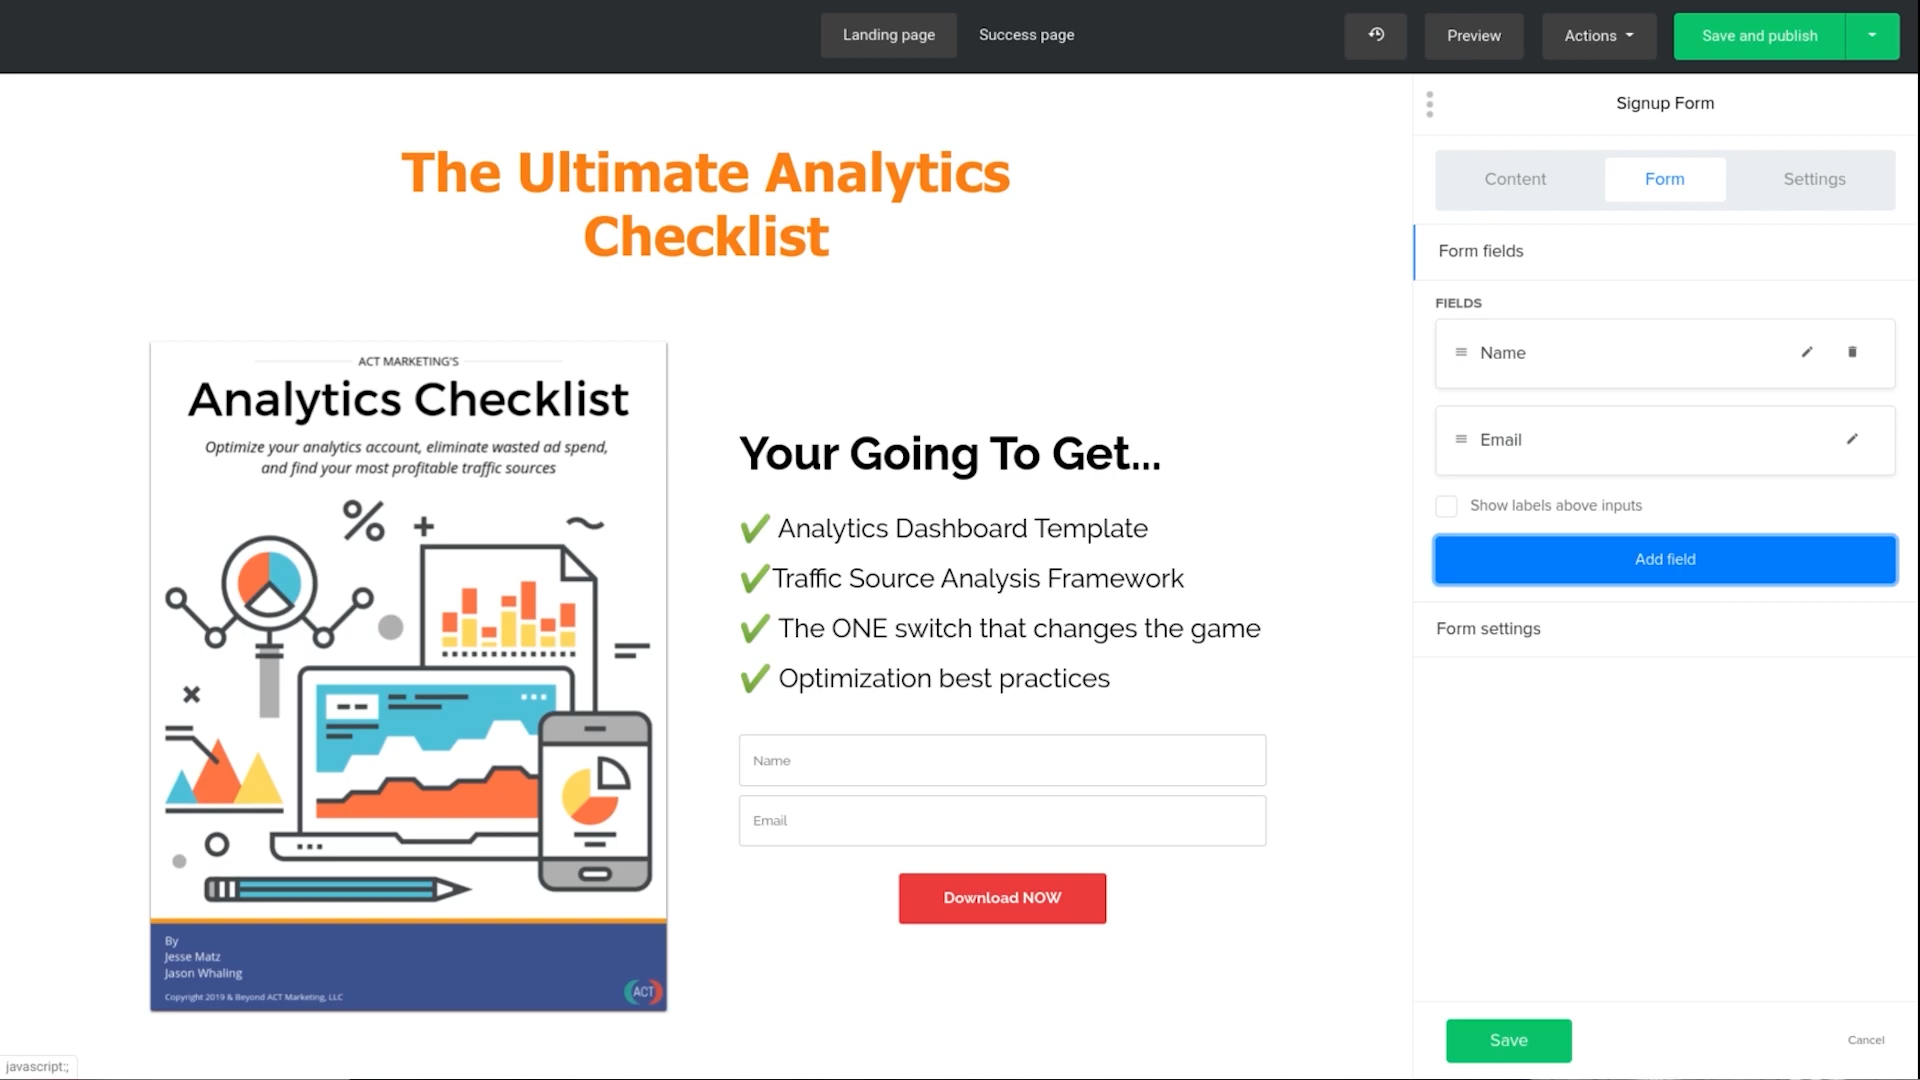 Landing page
Success page
Preview
Actions
Save and publish
Signup Form
Content
Form
Settings
Form fields
FIELDS
Name
Email
Show labels above inputs
Add field
Form settings
Save
Cancel
The Ultimate Analytics
Checklist
ACT MARKETING'S
Analytics Checklist
Optimize your analytics account, eliminate wasted ad spend,
and find your most profitable traffic sources
By
Jesse Matz
Jason Whaling
Copyright 2019 & Beyond ACT Marketing, LLC
ACT
Your Going To Get...
✔ Analytics Dashboard Template
✔Traffic Source Analysis Framework
✔ The ONE switch that changes the game
✔ Optimization best practices
Name
Email
Download NOW
javascript:;